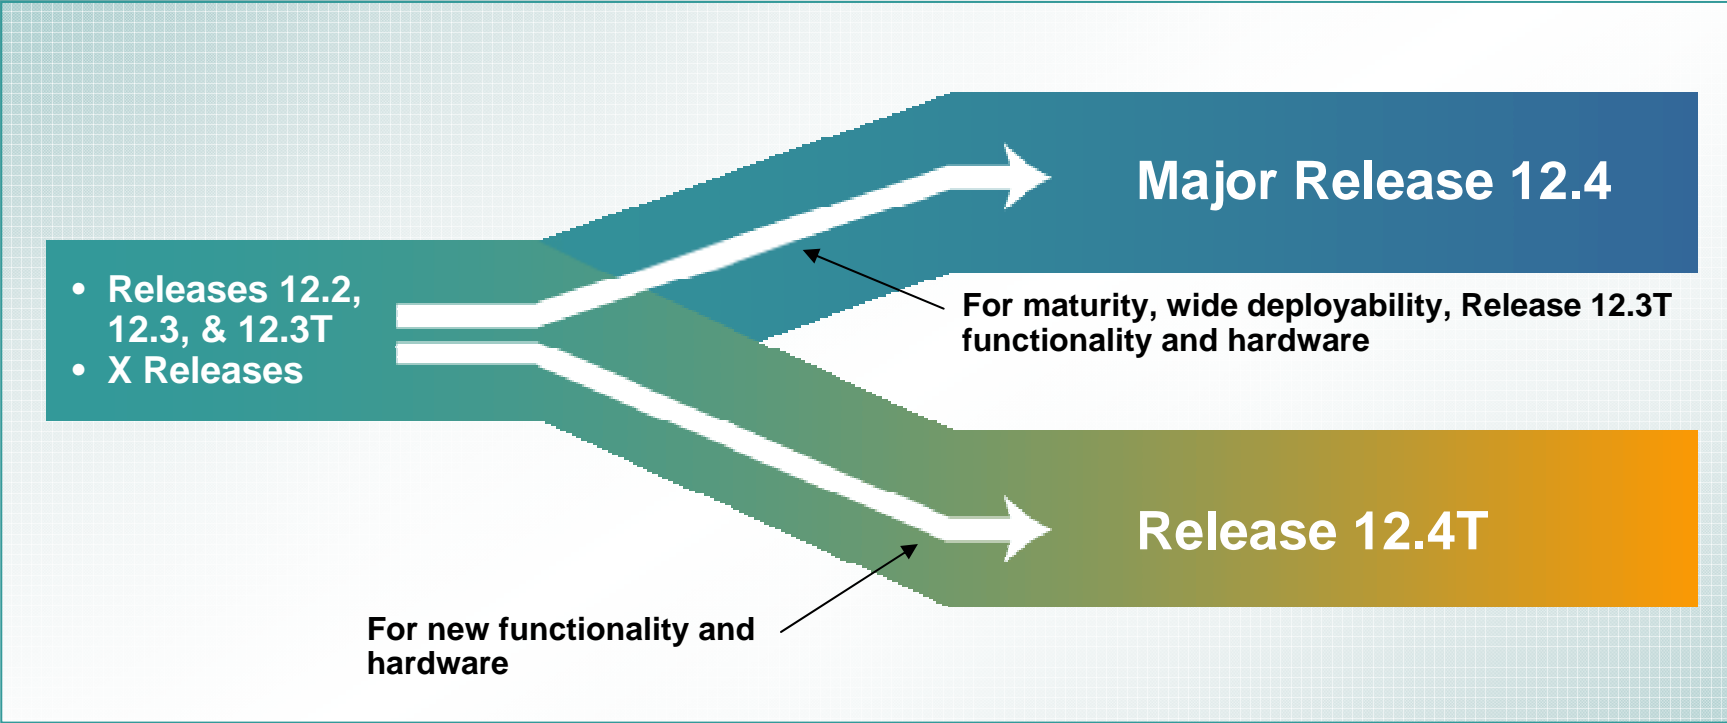 Major Release 12.4
• Releases 12.2,
12.3, & 12.3T
• X Releases
For maturity, wide deployability, Release 12.3T
functionality and hardware
Release 12.4T
For new functionality and
hardware